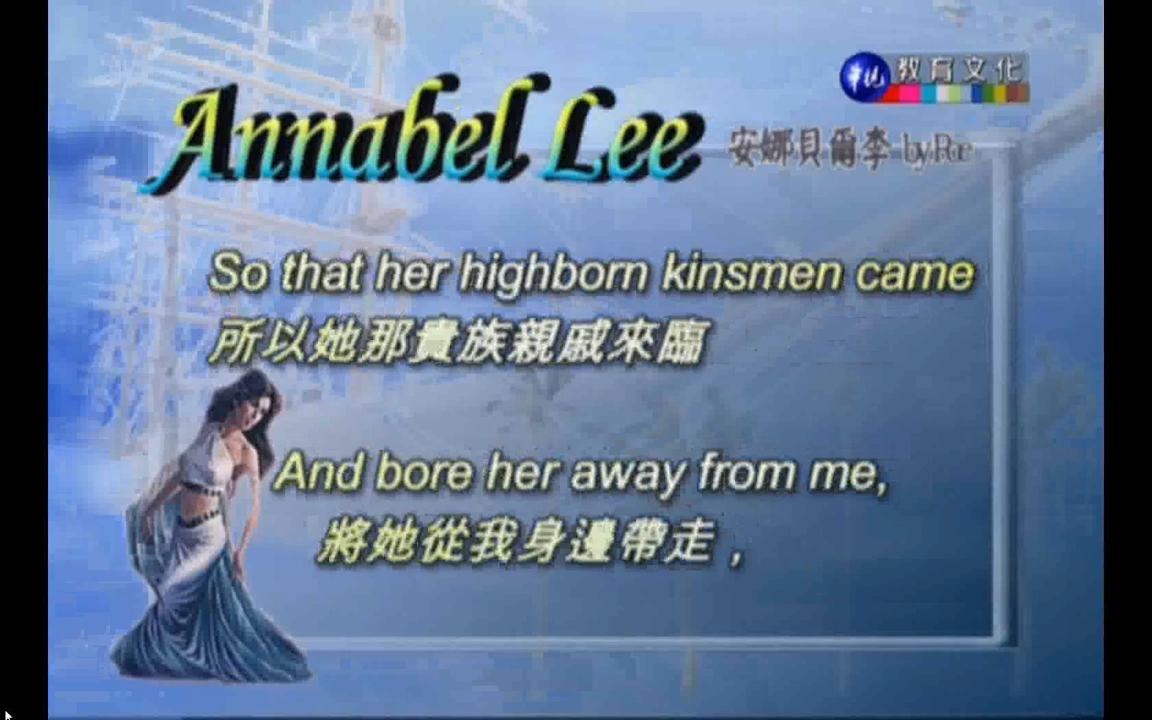 華視 教育文化
Annabel Lee 安娜貝爾李 by Poe
So that her highborn kinsmen came
所以她那貴族親戚來臨
And bore her away from me,
將她從我身邊帶走，